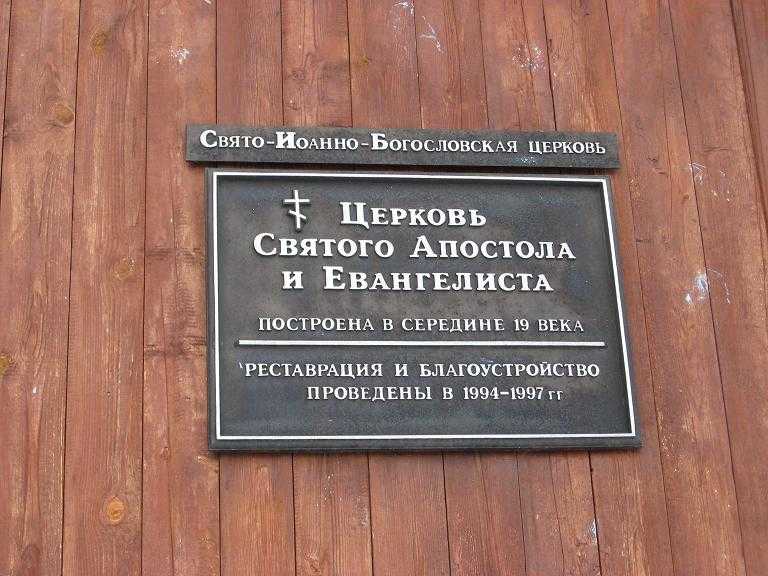 Свято-Иоанно-Богословская церковь
Церковь
Святого Апостола
и Евангелиста
построена в середине 19 века
реставрация и благоустройство
проведены в 1994-1997 гг